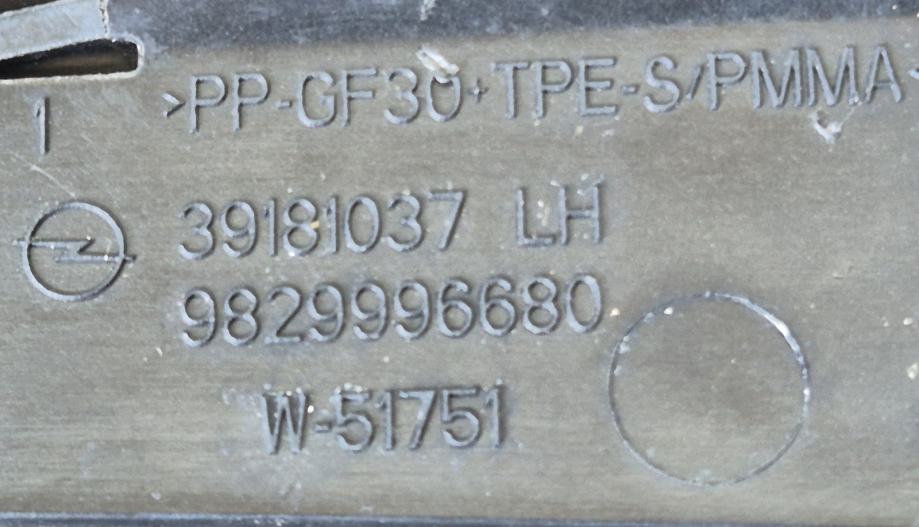 >PP-GF30+TPE-S/PMMA<
1
39181037 LH
9829996680
W-51751